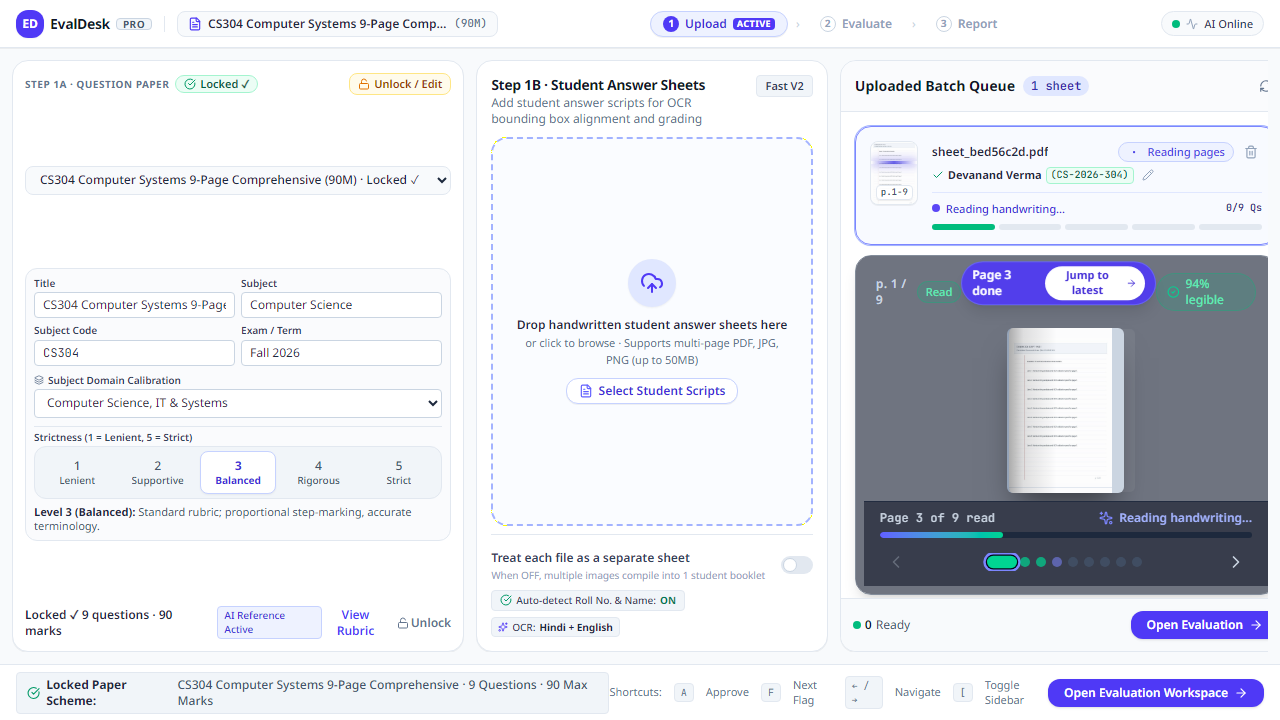 ED EvalDesk PRO CS304 Computer Systems 9-Page Comp... (90M) 1 Upload ACTIVE › 2 Evaluate › 3 Report AI Online
STEP 1A · QUESTION PAPER Locked ✓ Unlock / Edit
CS304 Computer Systems 9-Page Comprehensive (90M) · Locked ✓
Title Subject
CS304 Computer Systems 9-Page Computer Science
Subject Code Exam / Term
CS304 Fall 2026
Subject Domain Calibration
Computer Science, IT & Systems
Strictness (1 = Lenient, 5 = Strict)
1 2 3 4 5
Lenient Supportive Balanced Rigorous Strict
Level 3 (Balanced): Standard rubric; proportional step-marking, accurate
terminology.
Locked ✓ 9 questions · 90
marks
AI Reference
Active
View
Rubric
Unlock
Step 1B · Student Answer Sheets Fast V2
Add student answer scripts for OCR
bounding box alignment and grading
Drop handwritten student answer sheets here
or click to browse · Supports multi-page PDF, JPG,
PNG (up to 50MB)
Select Student Scripts
Treat each file as a separate sheet
When OFF, multiple images compile into 1 student booklet
Auto-detect Roll No. & Name: ON
OCR: Hindi + English
Uploaded Batch Queue 1 sheet
sheet_bed56c2d.pdf · Reading pages
✓ Devanand Verma (CS-2026-304)
p.1-9
Reading handwriting... 0/9 Qs
p. 1 /
9
Read
Page 3
done
Jump to
latest →
94%
legible
Page 3 of 9 read Reading handwriting...
0 Ready Open Evaluation →
Locked Paper
Scheme:
CS304 Computer Systems 9-Page Comprehensive · 9 Questions · 90 Max
Marks
Shortcuts: A Approve F Next
Flag
← /
→
Navigate [ Toggle
Sidebar
Open Evaluation Workspace →